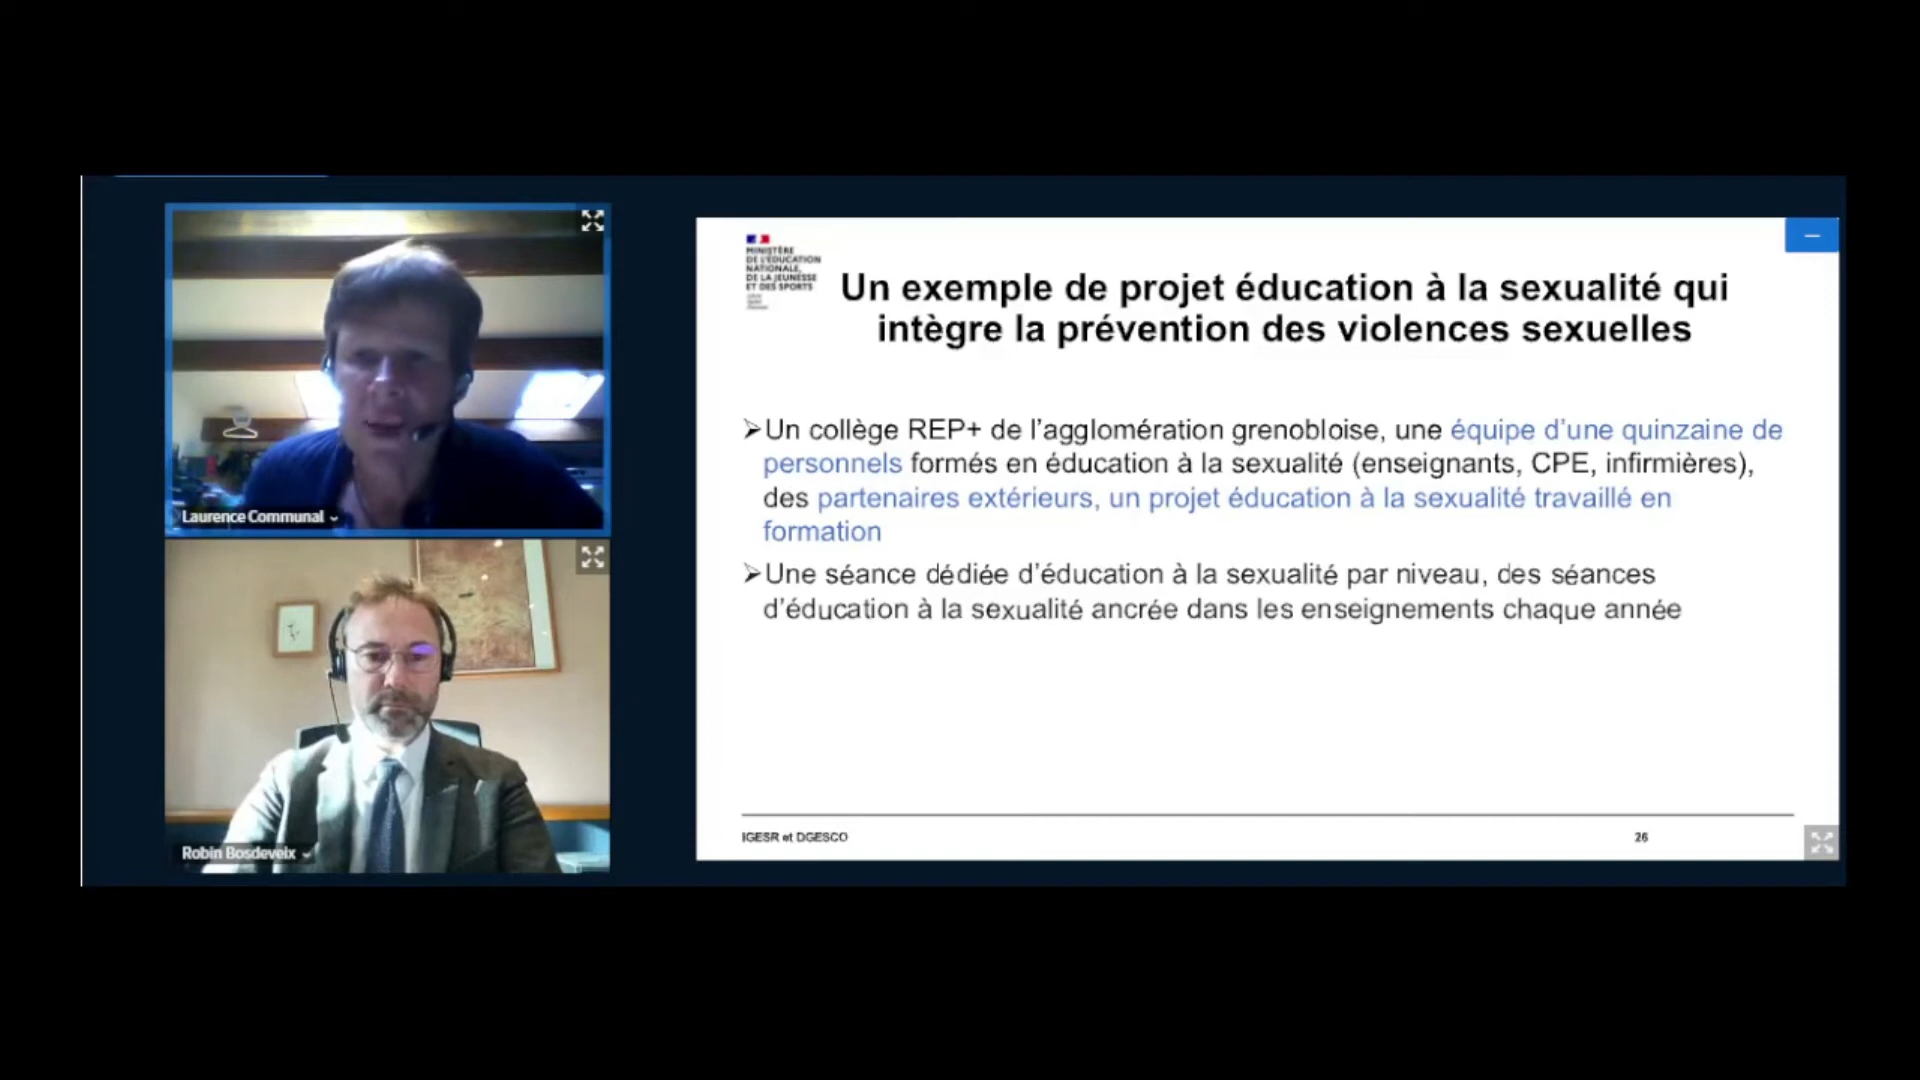 Laurence Communal
Robin Bosdeveix
MINISTÈRE
DE L'ÉDUCATION
NATIONALE,
DE LA JEUNESSE
ET DES SPORTS
Un exemple de projet éducation à la sexualité qui
intègre la prévention des violences sexuelles
➢Un collège REP+ de l'agglomération grenobloise, une équipe d'une quinzaine de
personnels formés en éducation à la sexualité (enseignants, CPE, infirmières),
des partenaires extérieurs, un projet éducation à la sexualité travaillé en
formation
➢Une séance dédiée d'éducation à la sexualité par niveau, des séances
d'éducation à la sexualité ancrée dans les enseignements chaque année
IGESR et DGESCO
26